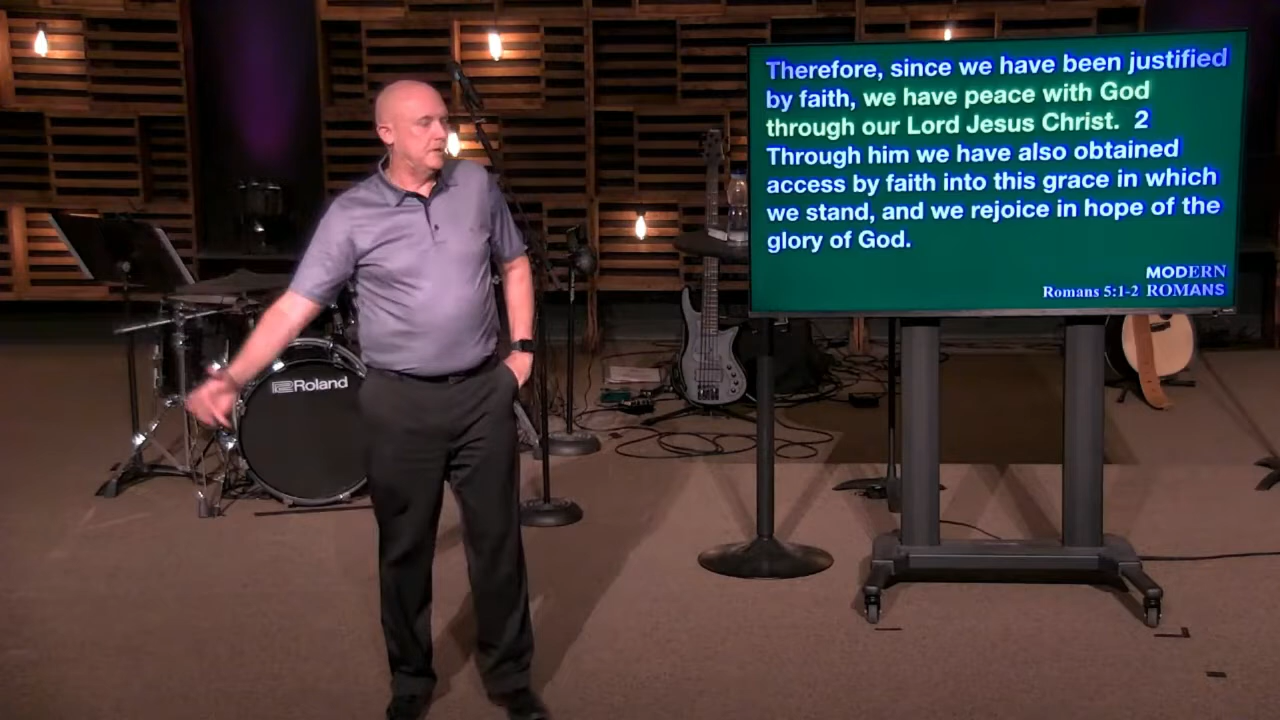 Therefore, since we have been justified
by faith, we have peace with God
through our Lord Jesus Christ. 2
Through him we have also obtained
access by faith into this grace in which
we stand, and we rejoice in hope of the
glory of God.
MODERN
Romans 5:1-2 ROMANS
Roland